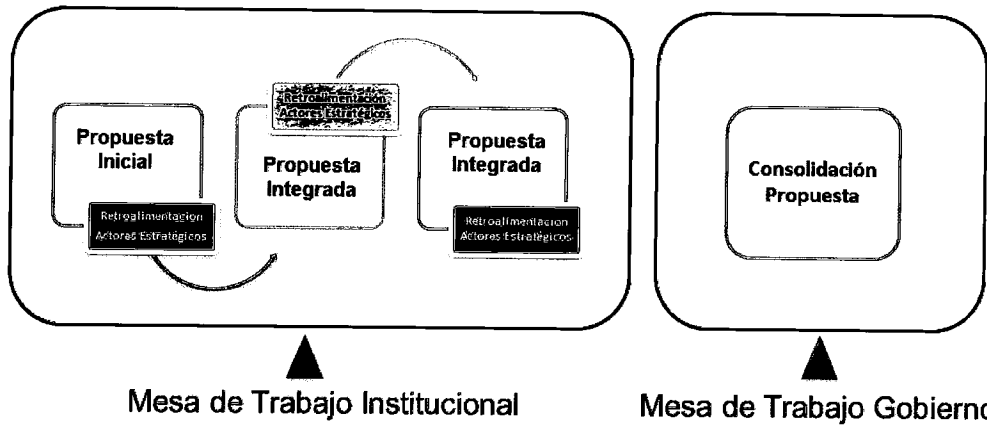 Propuesta
Inicial
Retroalimentacion
Actores Estratégicos
Retroalimentación
Actores Estratégicos
Propuesta
Integrada
Propuesta
Integrada
Retroalimentacion
Actores Estratégicos
Consolidación
Propuesta
Mesa de Trabajo Institucional
Mesa de Trabajo Gobierno